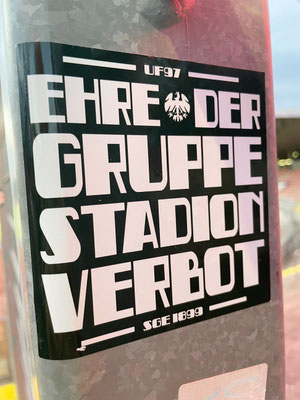 UF97
EHRE DER
GRUPPE
STADION
VERBOT
SGE 1899